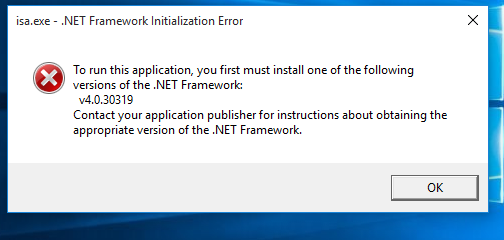 isa.exe - .NET Framework Initialization Error
To run this application, you first must install one of the following
versions of the .NET Framework:
v4.0.30319
Contact your application publisher for instructions about obtaining the
appropriate version of the .NET Framework.
OK